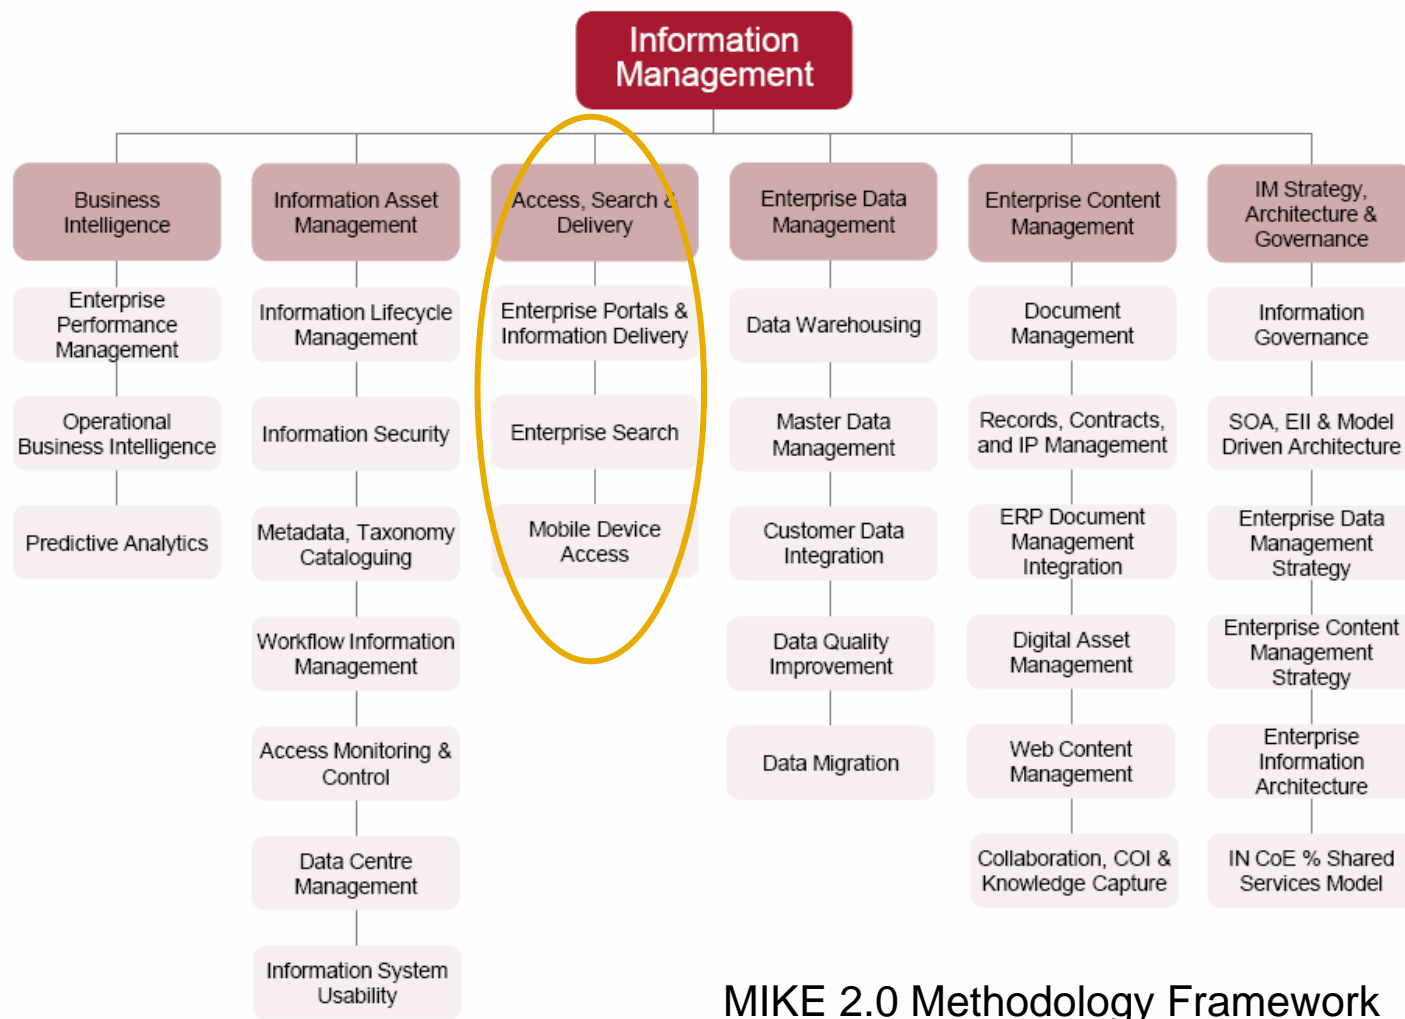 Information
Management
Business
Intelligence
Enterprise
Performance
Management
Operational
Business Intelligence
Predictive Analytics
Information Asset
Management
Information Lifecycle
Management
Information Security
Metadata, Taxonomy
Cataloguing
Workflow Information
Management
Access Monitoring &
Control
Data Centre
Management
Information System
Usability
Access, Search &
Delivery
Enterprise Portals &
Information Delivery
Enterprise Search
Mobile Device
Access
Enterprise Data
Management
Data Warehousing
Master Data
Management
Customer Data
Integration
Data Quality
Improvement
Data Migration
Enterprise Content
Management
Document
Management
Records, Contracts,
and IP Management
ERP Document
Management
Integration
Digital Asset
Management
Web Content
Management
Collaboration, COI &
Knowledge Capture
IM Strategy,
Architecture &
Governance
Information
Governance
SOA, EII & Model
Driven Architecture
Enterprise Data
Management
Strategy
Enterprise Content
Management
Strategy
Enterprise
Information
Architecture
IN CoE % Shared
Services Model
MIKE 2.0 Methodology Framework